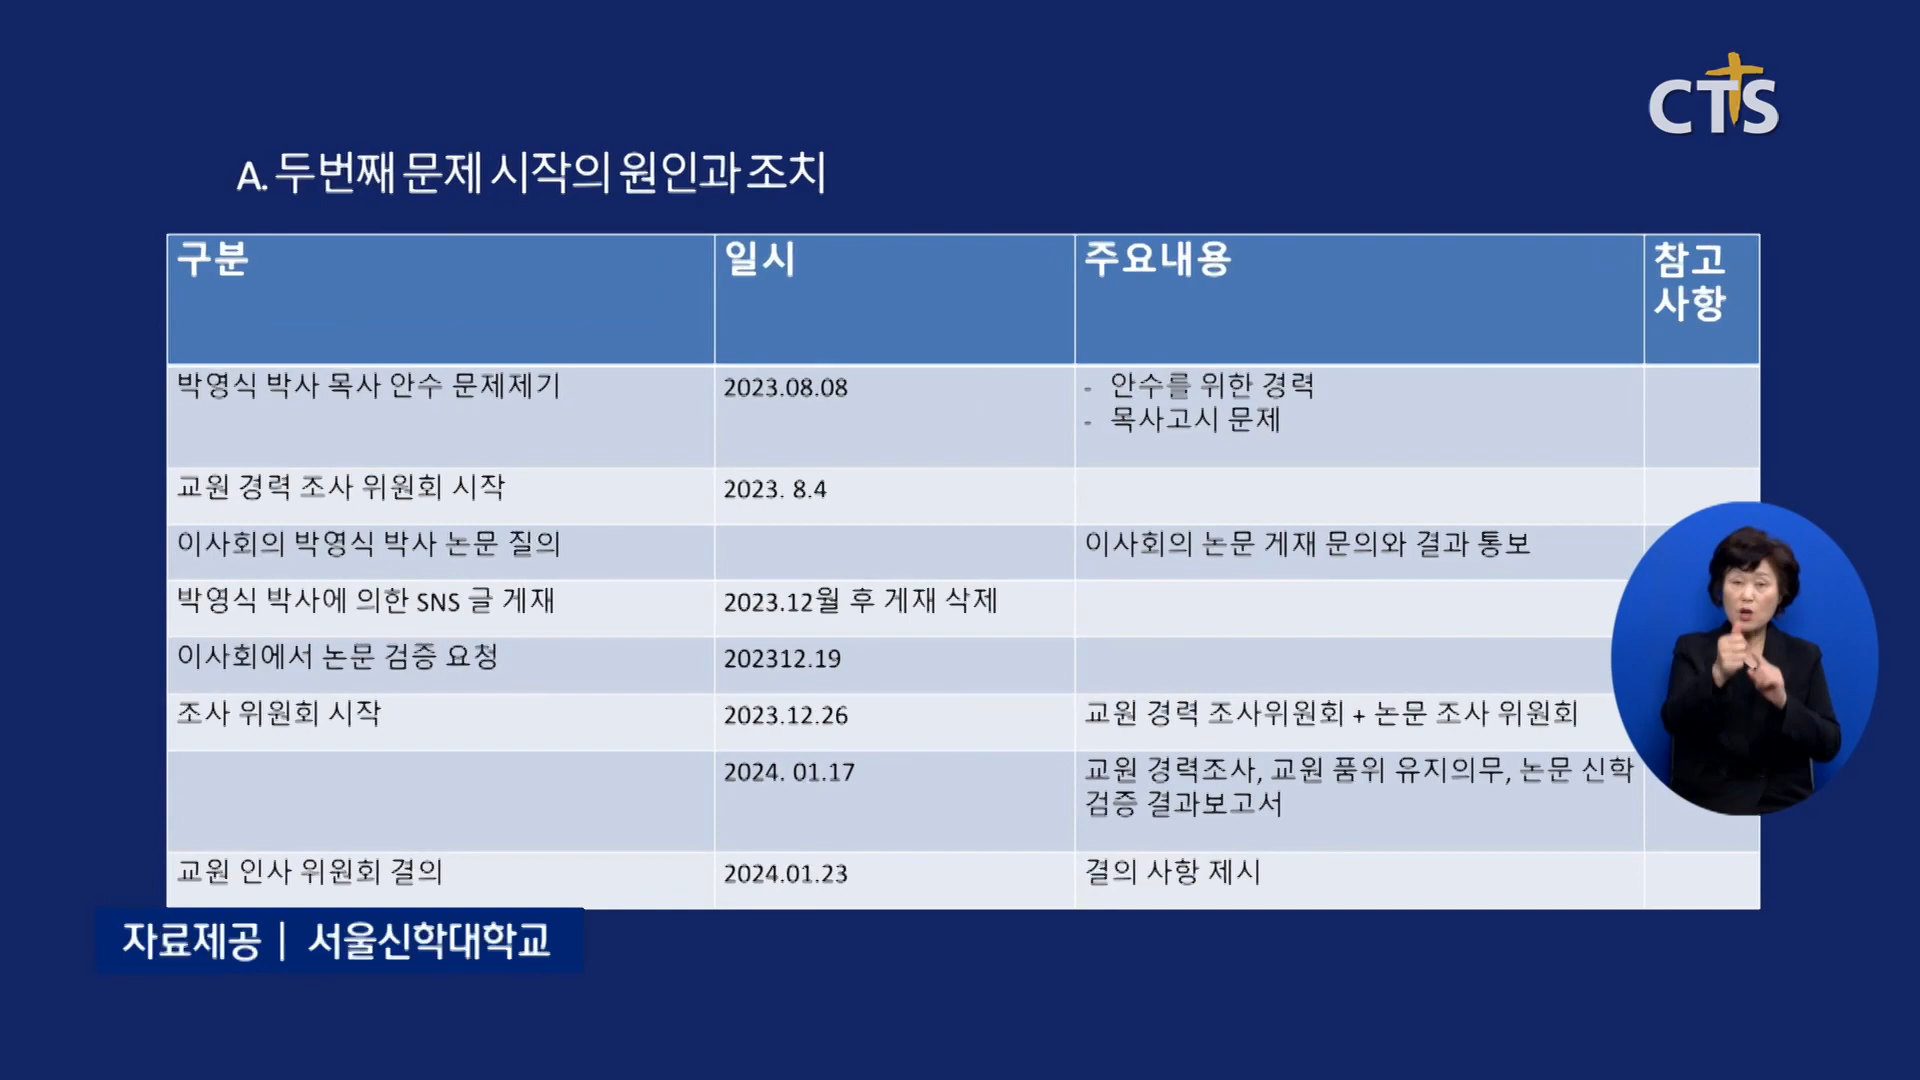 CTS
A. 두번째 문제 시작의 원인과 조치
구분 일시 주요내용 참고
사항
박영식 박사 목사 안수 문제제기 2023.08.08 - 안수를 위한 경력
- 목사고시 문제
교원 경력 조사 위원회 시작 2023. 8.4
이사회의 박영식 박사 논문 질의 이사회의 논문 게재 문의와 결과 통보
박영식 박사에 의한 SNS 글 게재 2023.12월 후 게재 삭제
이사회에서 논문 검증 요청 202312.19
조사 위원회 시작 2023.12.26 교원 경력 조사위원회 + 논문 조사 위원회
2024. 01.17 교원 경력조사, 교원 품위 유지의무, 논문 신학
검증 결과보고서
교원 인사 위원회 결의 2024.01.23 결의 사항 제시
자료제공 | 서울신학대학교